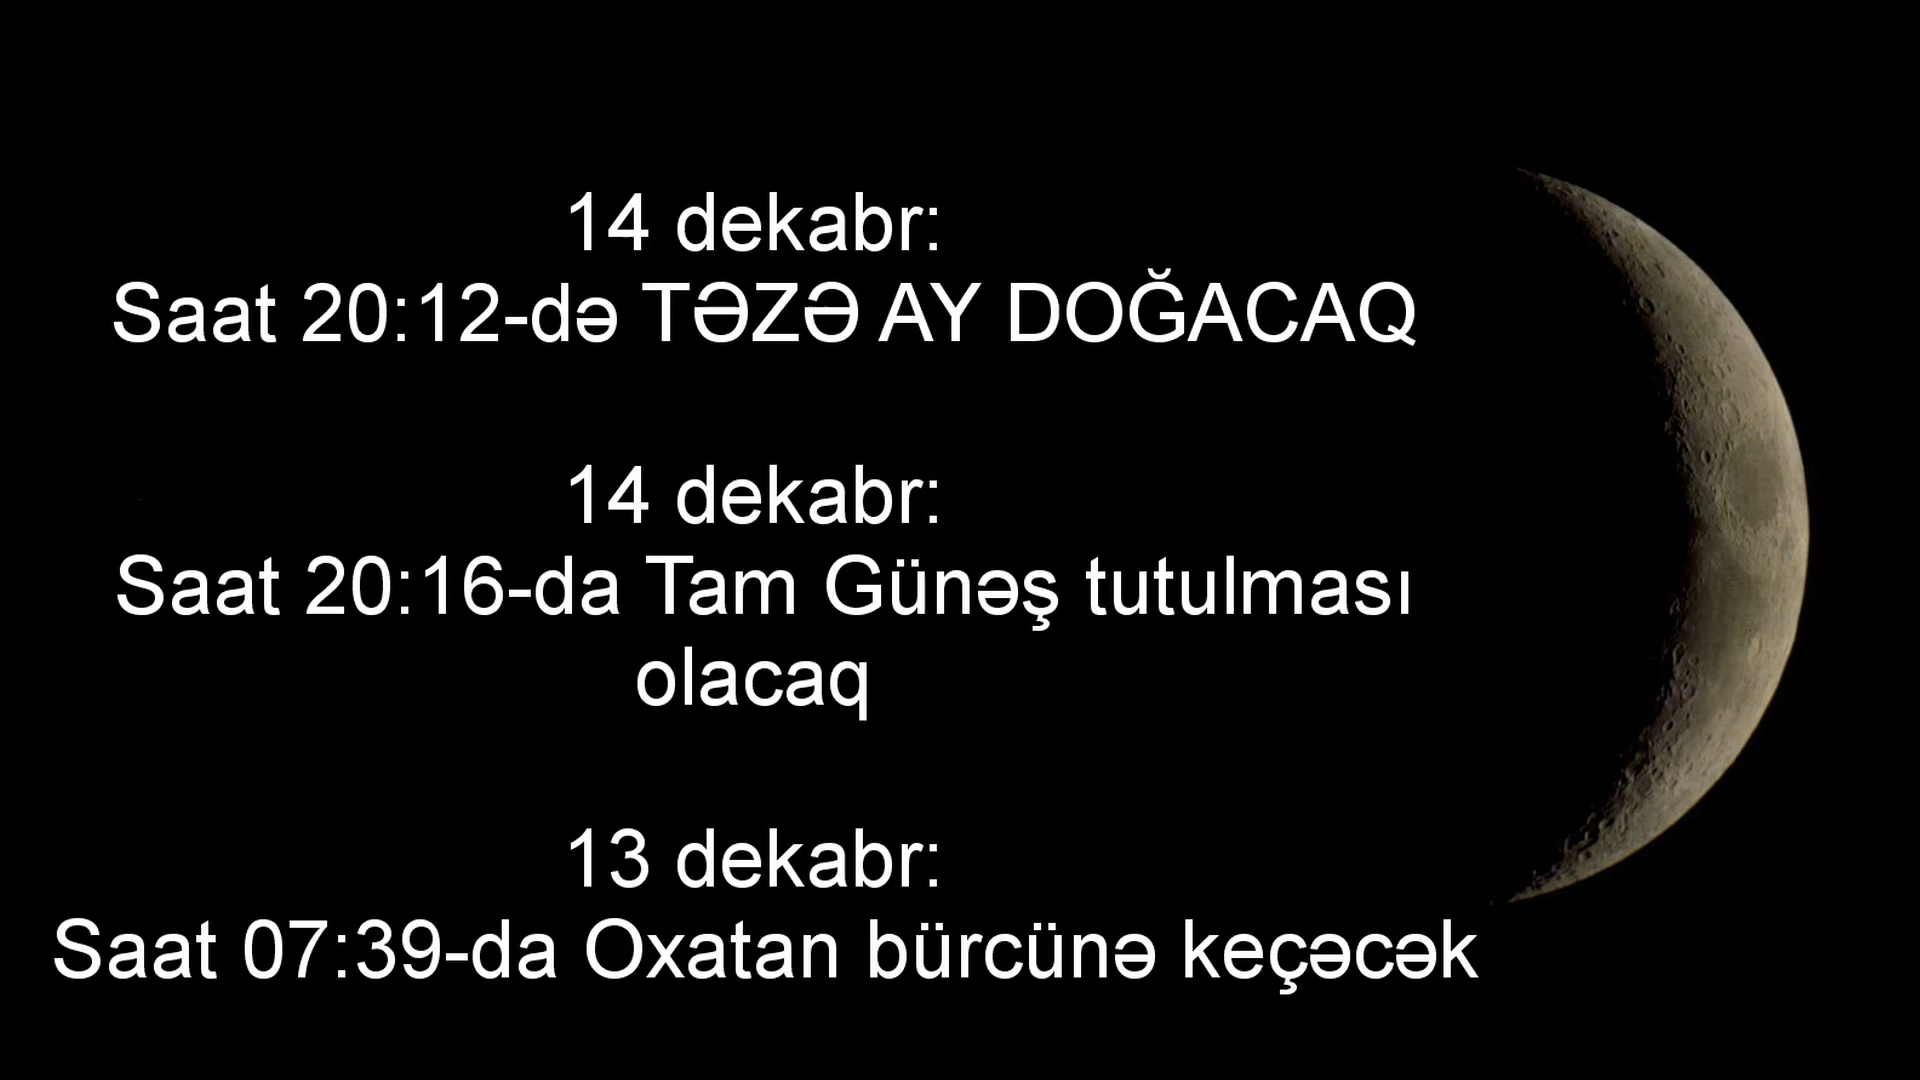 14 dekabr:
Saat 20:12-də TƏZƏ AY DOĞACAQ
14 dekabr:
Saat 20:16-da Tam Günəş tutulması
olacaq
13 dekabr:
Saat 07:39-da Oxatan bürcünə keçəcək